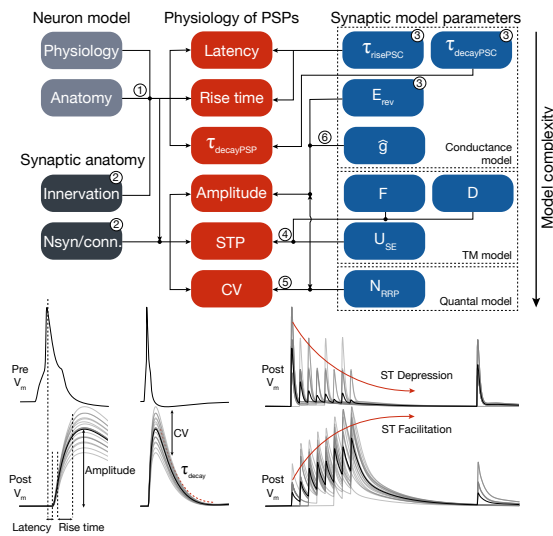 Neuron model
Physiology of PSPs
Synaptic model parameters
Physiology
Latency
τrisePSC
3
τdecayPSC
3
Anatomy
1
Rise time
Erev
3
τdecayPSP
6
ĝ
Conductance
model
Synaptic anatomy
Innervation
2
Amplitude
F
D
Nsyn/conn.
2
STP
4
USE
TM model
CV
5
NRRP
Quantal model
Model complexity
Pre
Vm
Post
Vm
ST Depression
CV
ST Facilitation
τdecay
Amplitude
Post
Vm
Post
Vm
Latency
Rise time